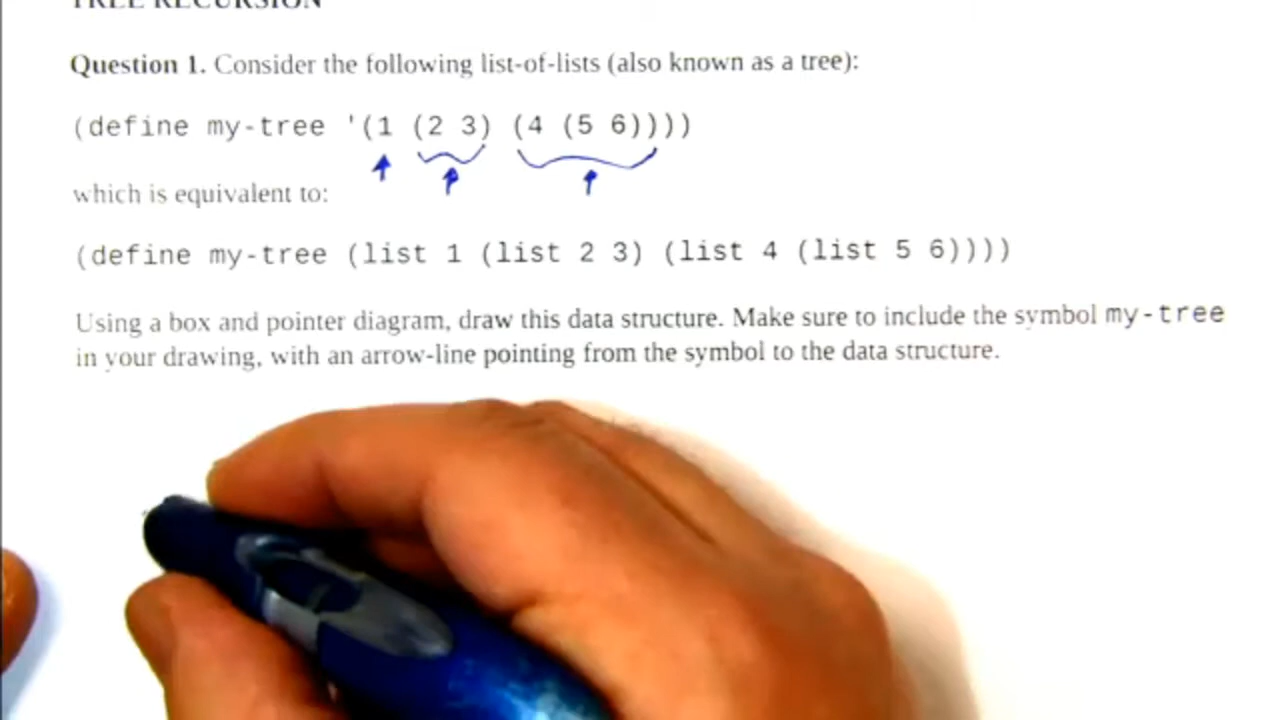 TREE RECURSION
Question 1. Consider the following list-of-lists (also known as a tree):
(define my-tree '(1 (2 3) (4 (5 6))))
which is equivalent to:
(define my-tree (list 1 (list 2 3) (list 4 (list 5 6))))
Using a box and pointer diagram, draw this data structure. Make sure to include the symbol my-tree
in your drawing, with an arrow-line pointing from the symbol to the data structure.